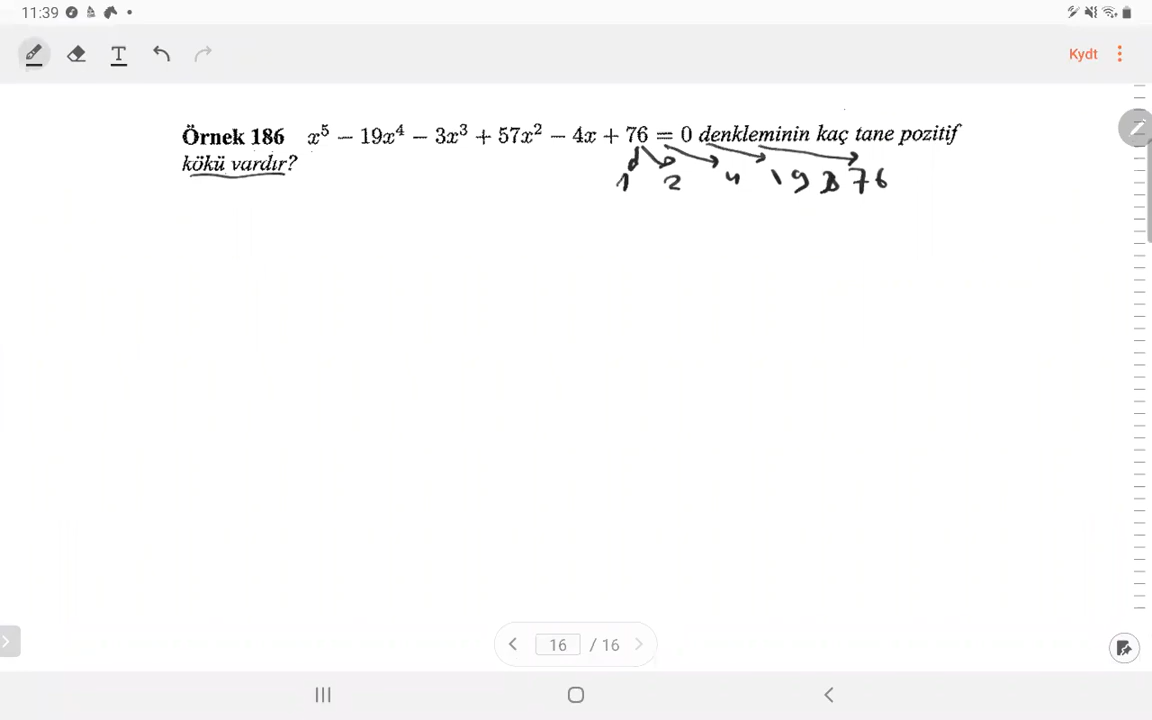 11:39
T
Kydt
Örnek 186 x⁵ − 19x⁴ − 3x³ + 57x² − 4x + 76 = 0 denkleminin kaç tane pozitif
kökü vardır?
1 2 4 19 76
16 / 16